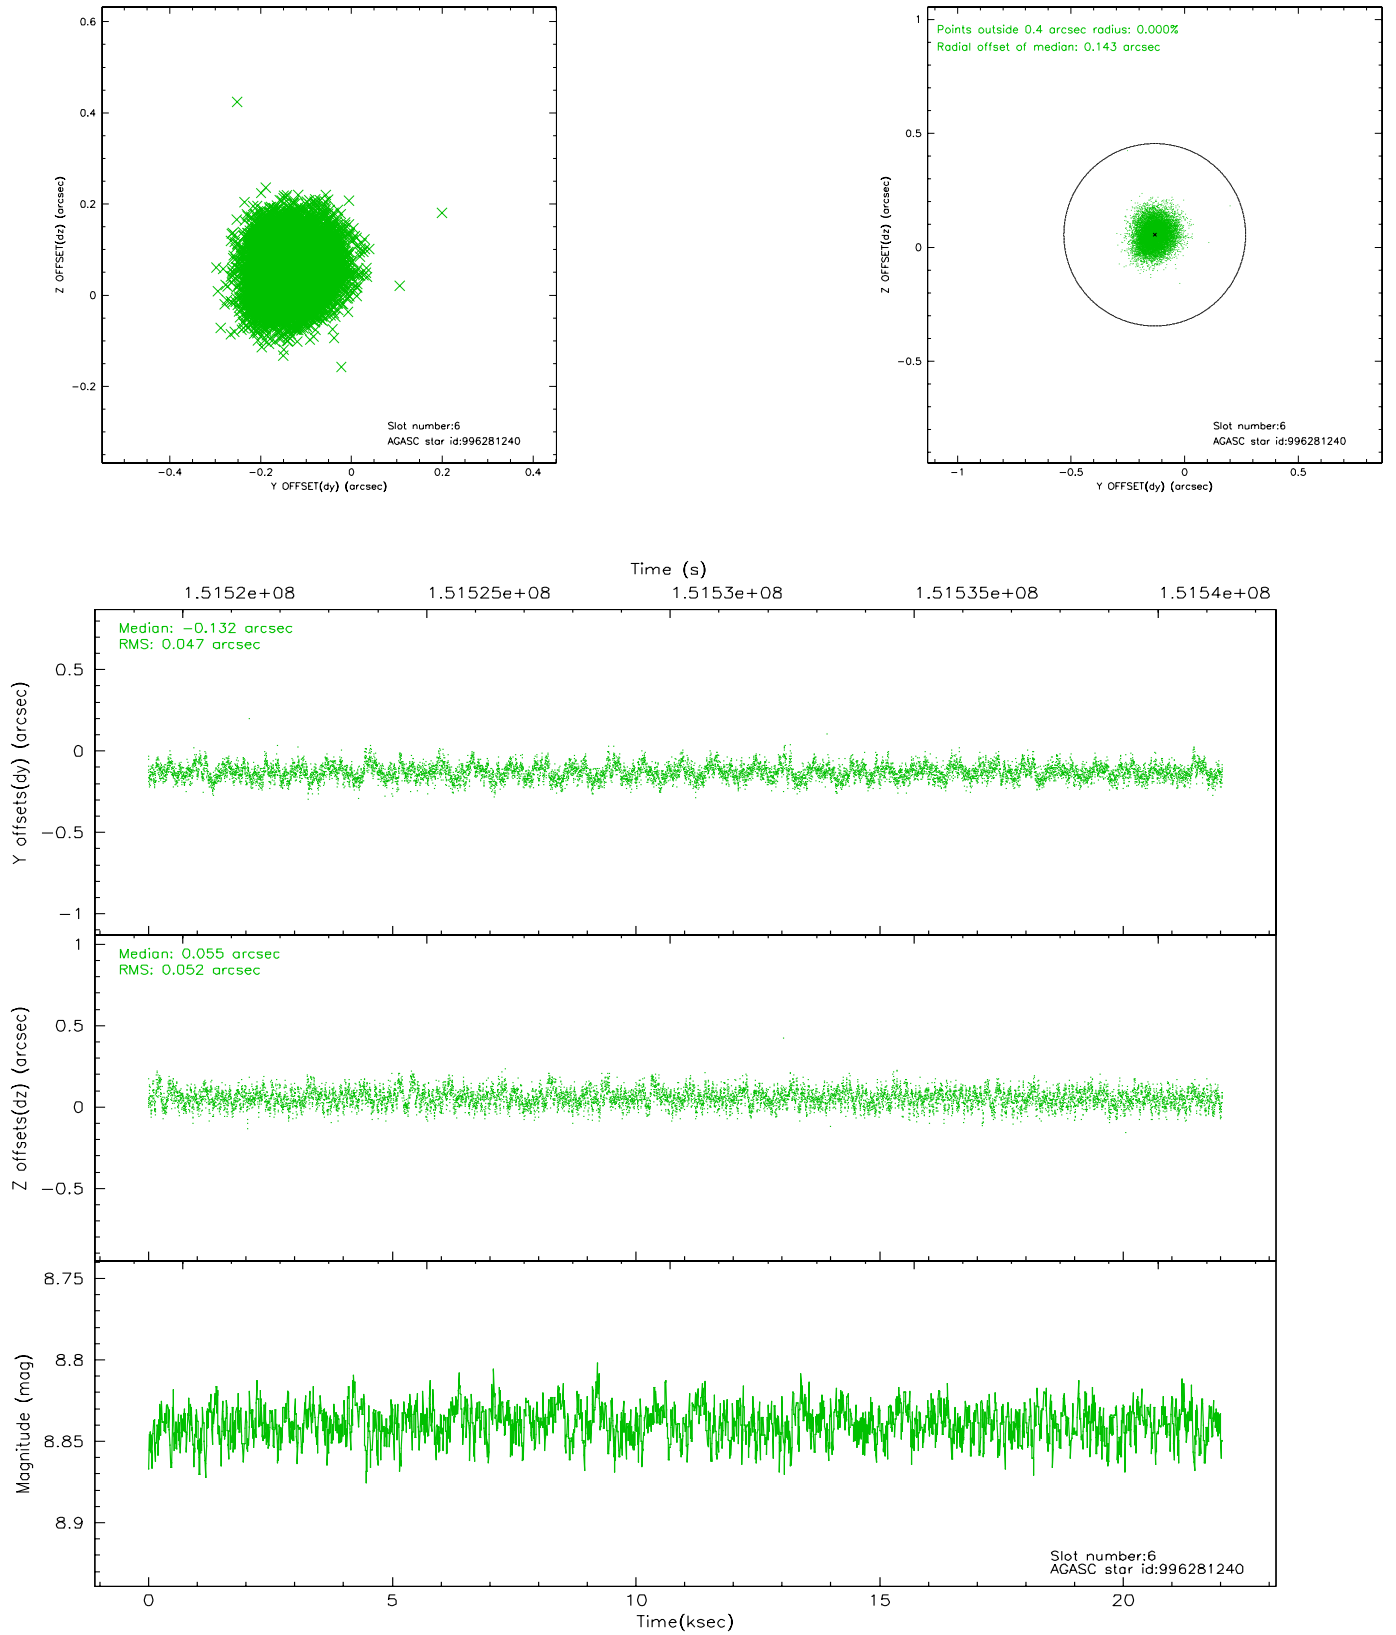 0.6
0.4
0.2
0
−0.2
Z OFFSET(dz) (arcsec)
Slot number:6
AGASC star id:996281240
−0.4
−0.2
0
0.2
0.4
Y OFFSET(dy) (arcsec)
Points outside 0.4 arcsec radius: 0.000%
Radial offset of median: 0.143 arcsec
1
0.5
0
−0.5
Z OFFSET(dz) (arcsec)
Slot number:6
AGASC star id:996281240
−1
−0.5
0
0.5
Y OFFSET(dy) (arcsec)
Time (s)
1.5152e+08
1.51525e+08
1.5153e+08
1.51535e+08
1.5154e+08
Median: −0.132 arcsec
RMS: 0.047 arcsec
0.5
0
−0.5
−1
Y offsets(dy) (arcsec)
Median: 0.055 arcsec
RMS: 0.052 arcsec
1
0.5
0
−0.5
Z offsets(dz) (arcsec)
8.75
8.8
8.85
8.9
Magnitude (mag)
Slot number:6
AGASC star id:996281240
0
5
10
15
20
Time(ksec)